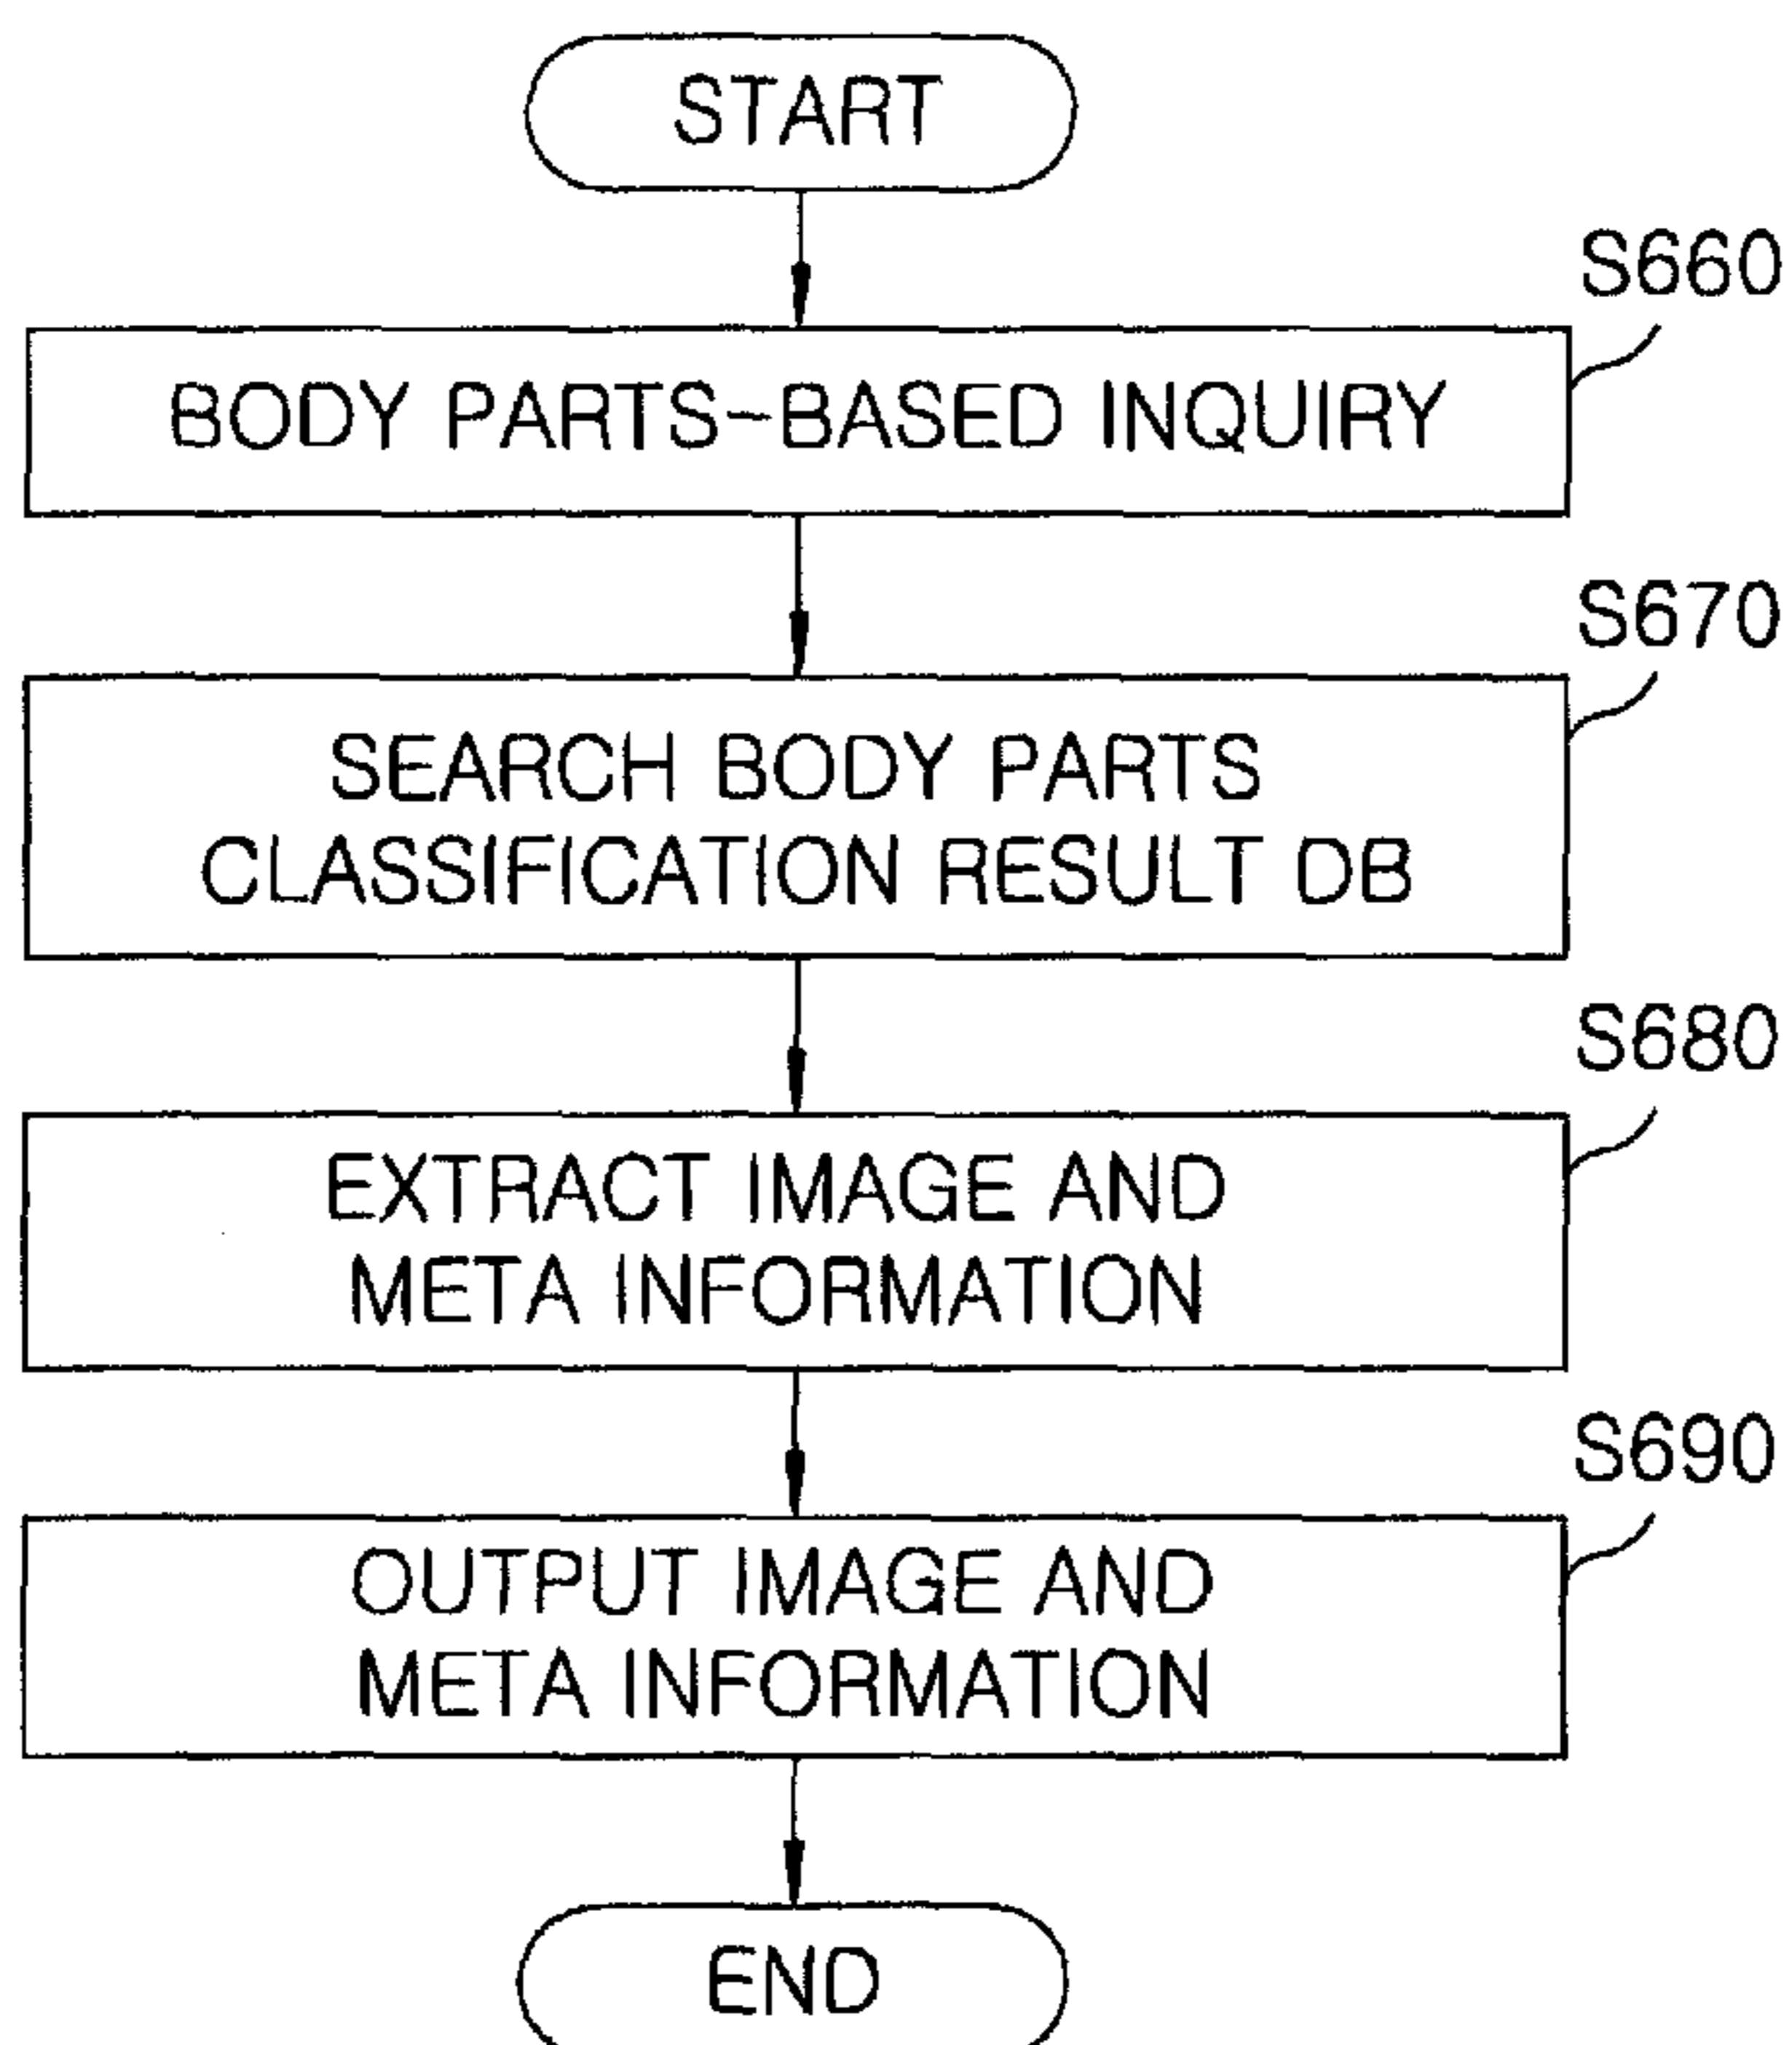 START
S660
BODY PARTS-BASED INQUIRY
S670
SEARCH BODY PARTS
CLASSIFICATION RESULT DB
S680
EXTRACT IMAGE AND
META INFORMATION
S690
OUTPUT IMAGE AND
META INFORMATION
END